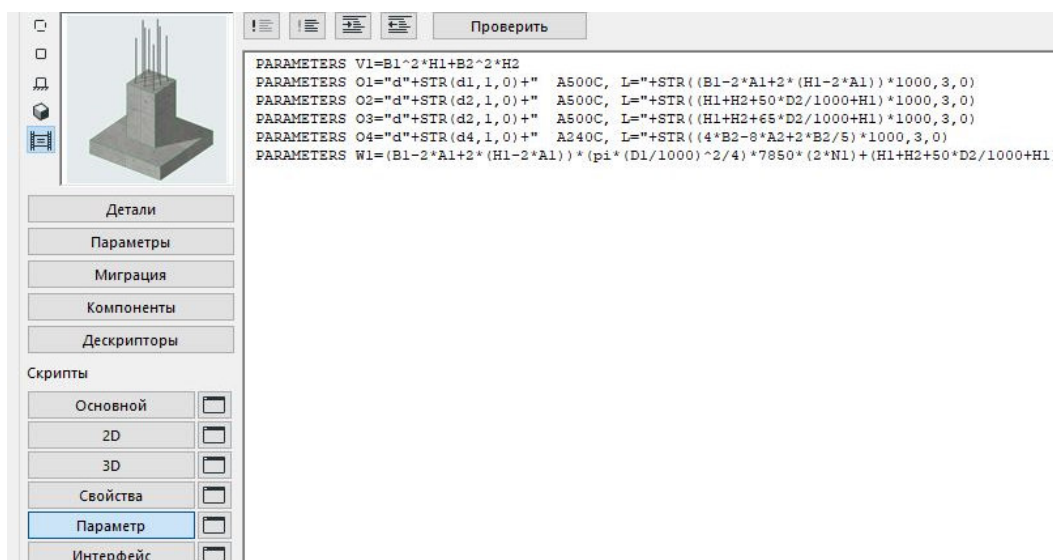 Проверить
PARAMETERS V1=B1^2*H1+B2^2*H2
PARAMETERS O1="d"+STR(d1,1,0)+"  A500C, L="+STR((B1-2*A1+2*(H1-2*A1))*1000,3,0)
PARAMETERS O2="d"+STR(d2,1,0)+"  A500C, L="+STR((H1+H2+50*D2/1000+H1)*1000,3,0)
PARAMETERS O3="d"+STR(d2,1,0)+"  A500C, L="+STR((H1+H2+65*D2/1000+H1)*1000,3,0)
PARAMETERS O4="d"+STR(d4,1,0)+"  A240C, L="+STR((4*B2-8*A2+2*B2/5)*1000,3,0)
PARAMETERS W1=(B1-2*A1+2*(H1-2*A1))*(pi*(D1/1000)^2/4)*7850*(2*N1)+(H1+H2+50*D2/1000+H1
Детали
Параметры
Миграция
Компоненты
Дескрипторы
Скрипты
Основной
2D
3D
Свойства
Параметр
Интерфейс